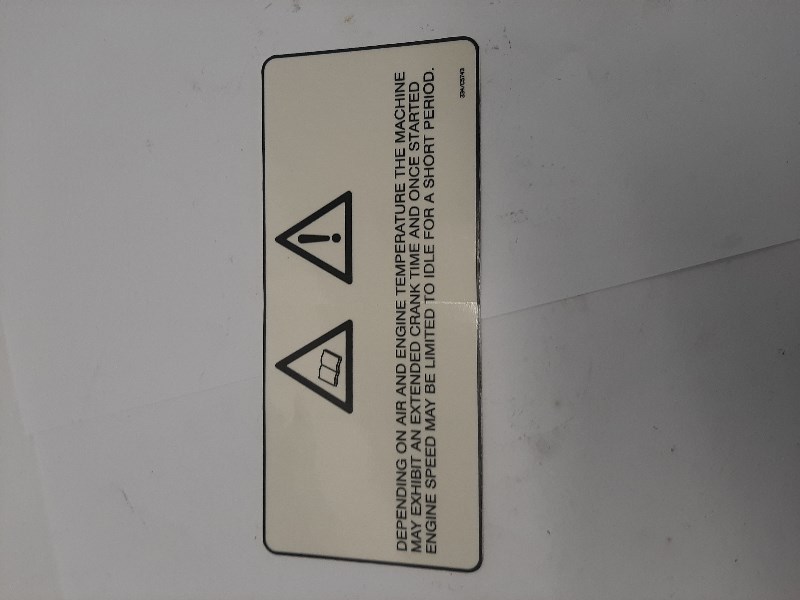 DEPENDING ON AIR AND ENGINE TEMPERATURE THE MACHINE
MAY EXHIBIT AN EXTENDED CRANK TIME AND ONCE STARTED
ENGINE SPEED MAY BE LIMITED TO IDLE FOR A SHORT PERIOD.